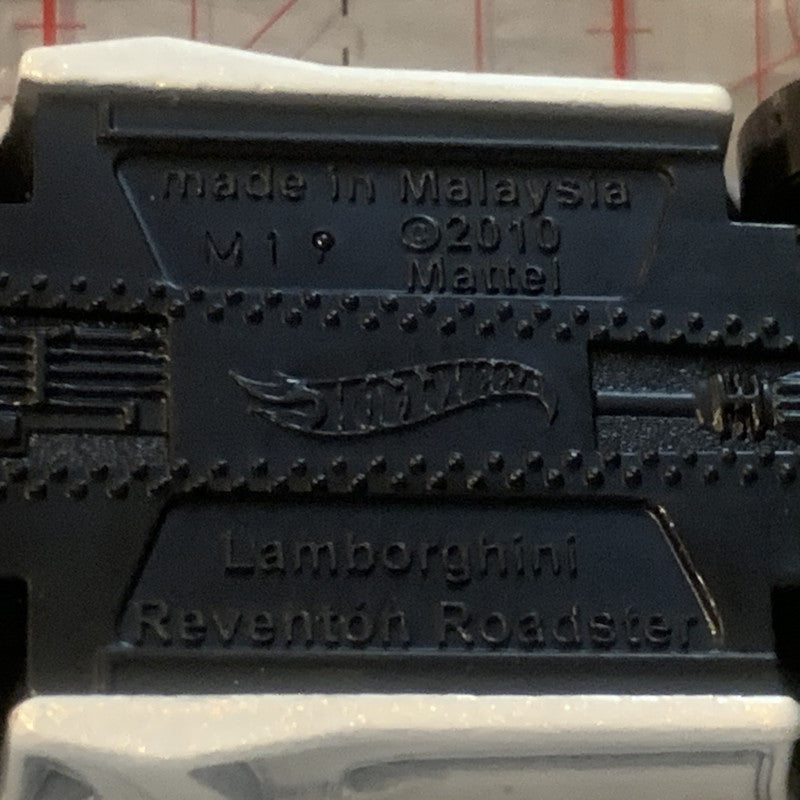 made in Malaysia
M19 ©2010
Mattel
Hot Wheels
Lamborghini
Reventón Roadster